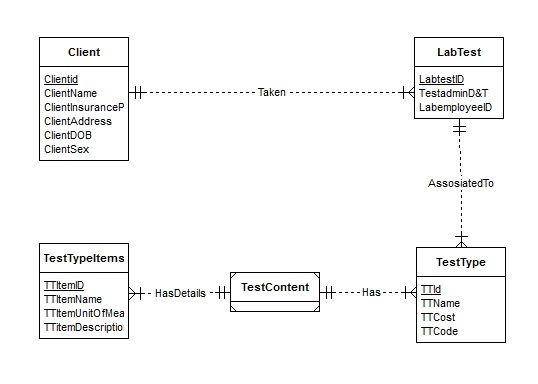 Client
Clientid
ClientName
ClientInsuranceP
ClientAddress
ClientDOB
ClientSex
Taken
LabTest
LabtestID
TestadminD&T
LabemployeeID
AssosiatedTo
TestTypeItems
TTItemID
TTItemName
TTItemUnitOfMea
TTitemDescriptio
HasDetails
TestContent
Has
TestType
TTId
TTName
TTCost
TTCode